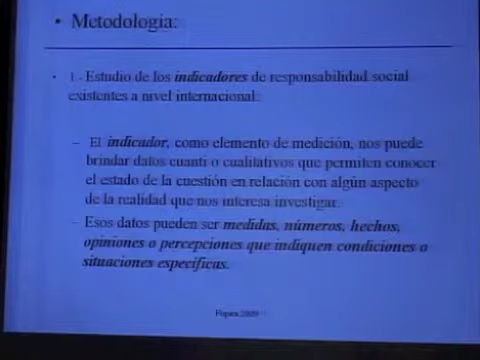 • Metodología:
• 1.- Estudio de los indicadores de responsabilidad social
existentes a nivel internacional:
– El indicador, como elemento de medición, nos puede
brindar datos cuanti o cualitativos que permiten conocer
el estado de la cuestión en relación con algún aspecto
de la realidad que nos interesa investigar.
– Esos datos pueden ser medidas, números, hechos,
opiniones o percepciones que indiquen condiciones o
situaciones específicas.
2009